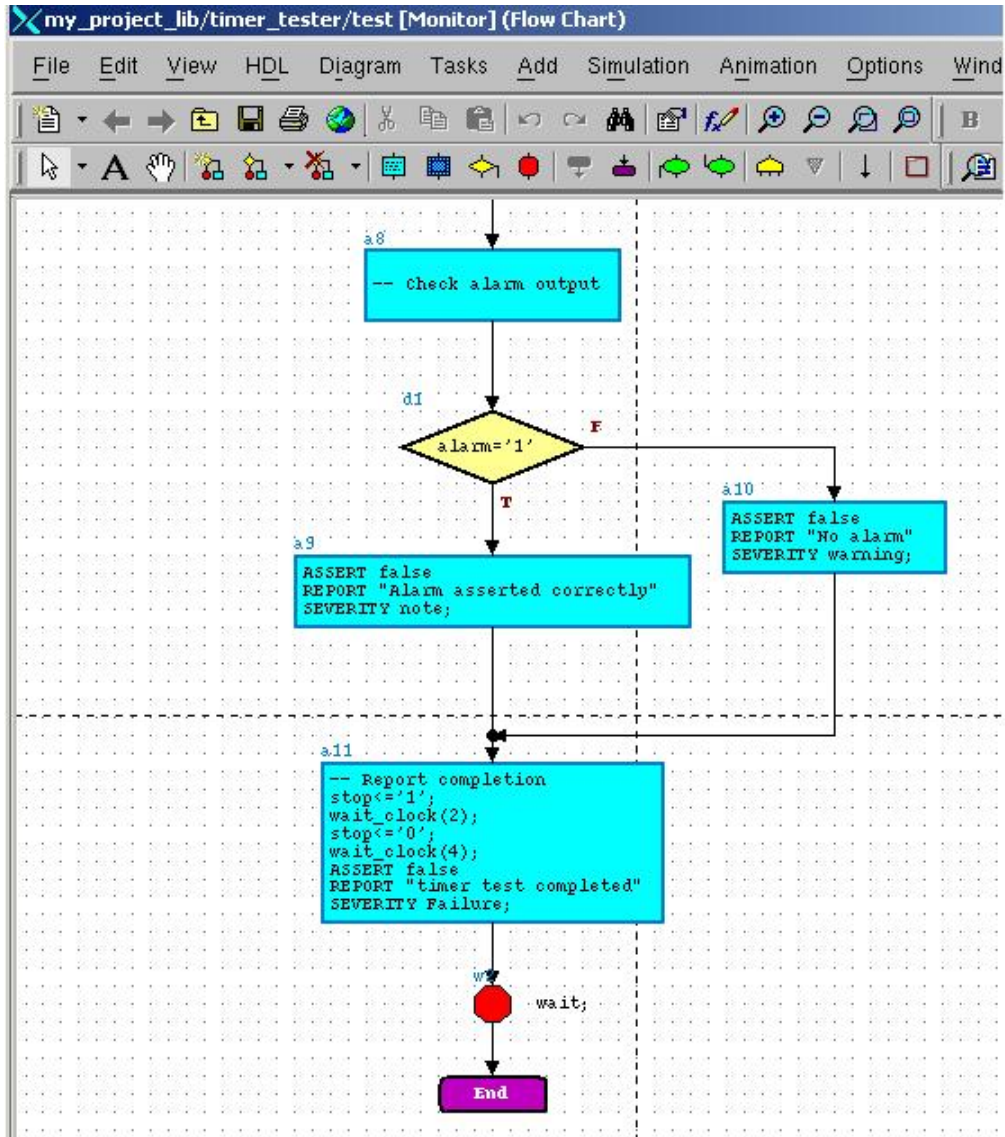 my_project_lib/timer_tester/test [Monitor] (Flow Chart)
File Edit View HDL Diagram Tasks Add Simulation Animation Options Wind
A B
a8
-- Check alarm output
d1
alarm='1'
F
T
a10
ASSERT false
REPORT "No alarm"
SEVERITY warning;
a9
ASSERT false
REPORT "Alarm asserted correctly"
SEVERITY note;
a11
-- Report completion
stop<='1';
wait_clock(2);
stop<='0';
wait_clock(4);
ASSERT false
REPORT "timer test completed"
SEVERITY Failure;
wait;
End